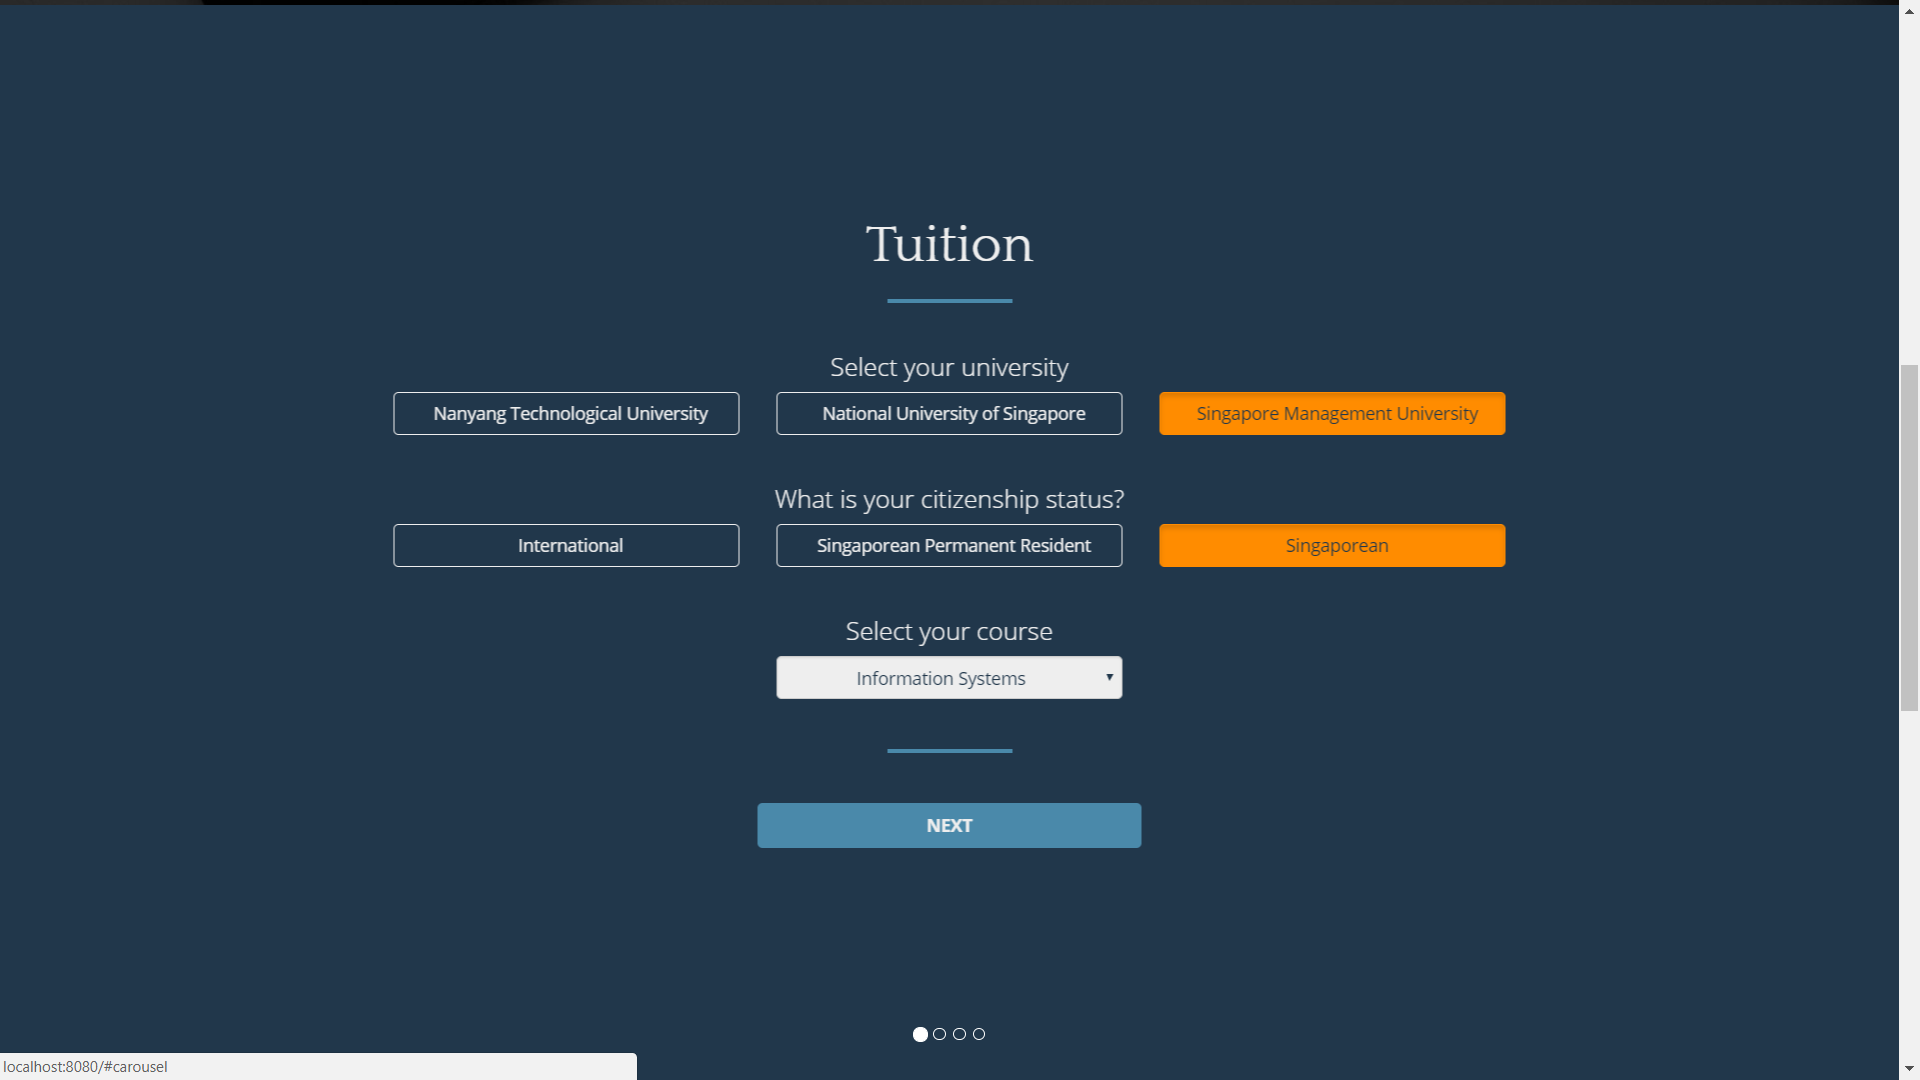 Tuition
Select your university
Nanyang Technological University
National University of Singapore
Singapore Management University
What is your citizenship status?
International
Singaporean Permanent Resident
Singaporean
Select your course
Information Systems
NEXT
localhost:8080/#carousel